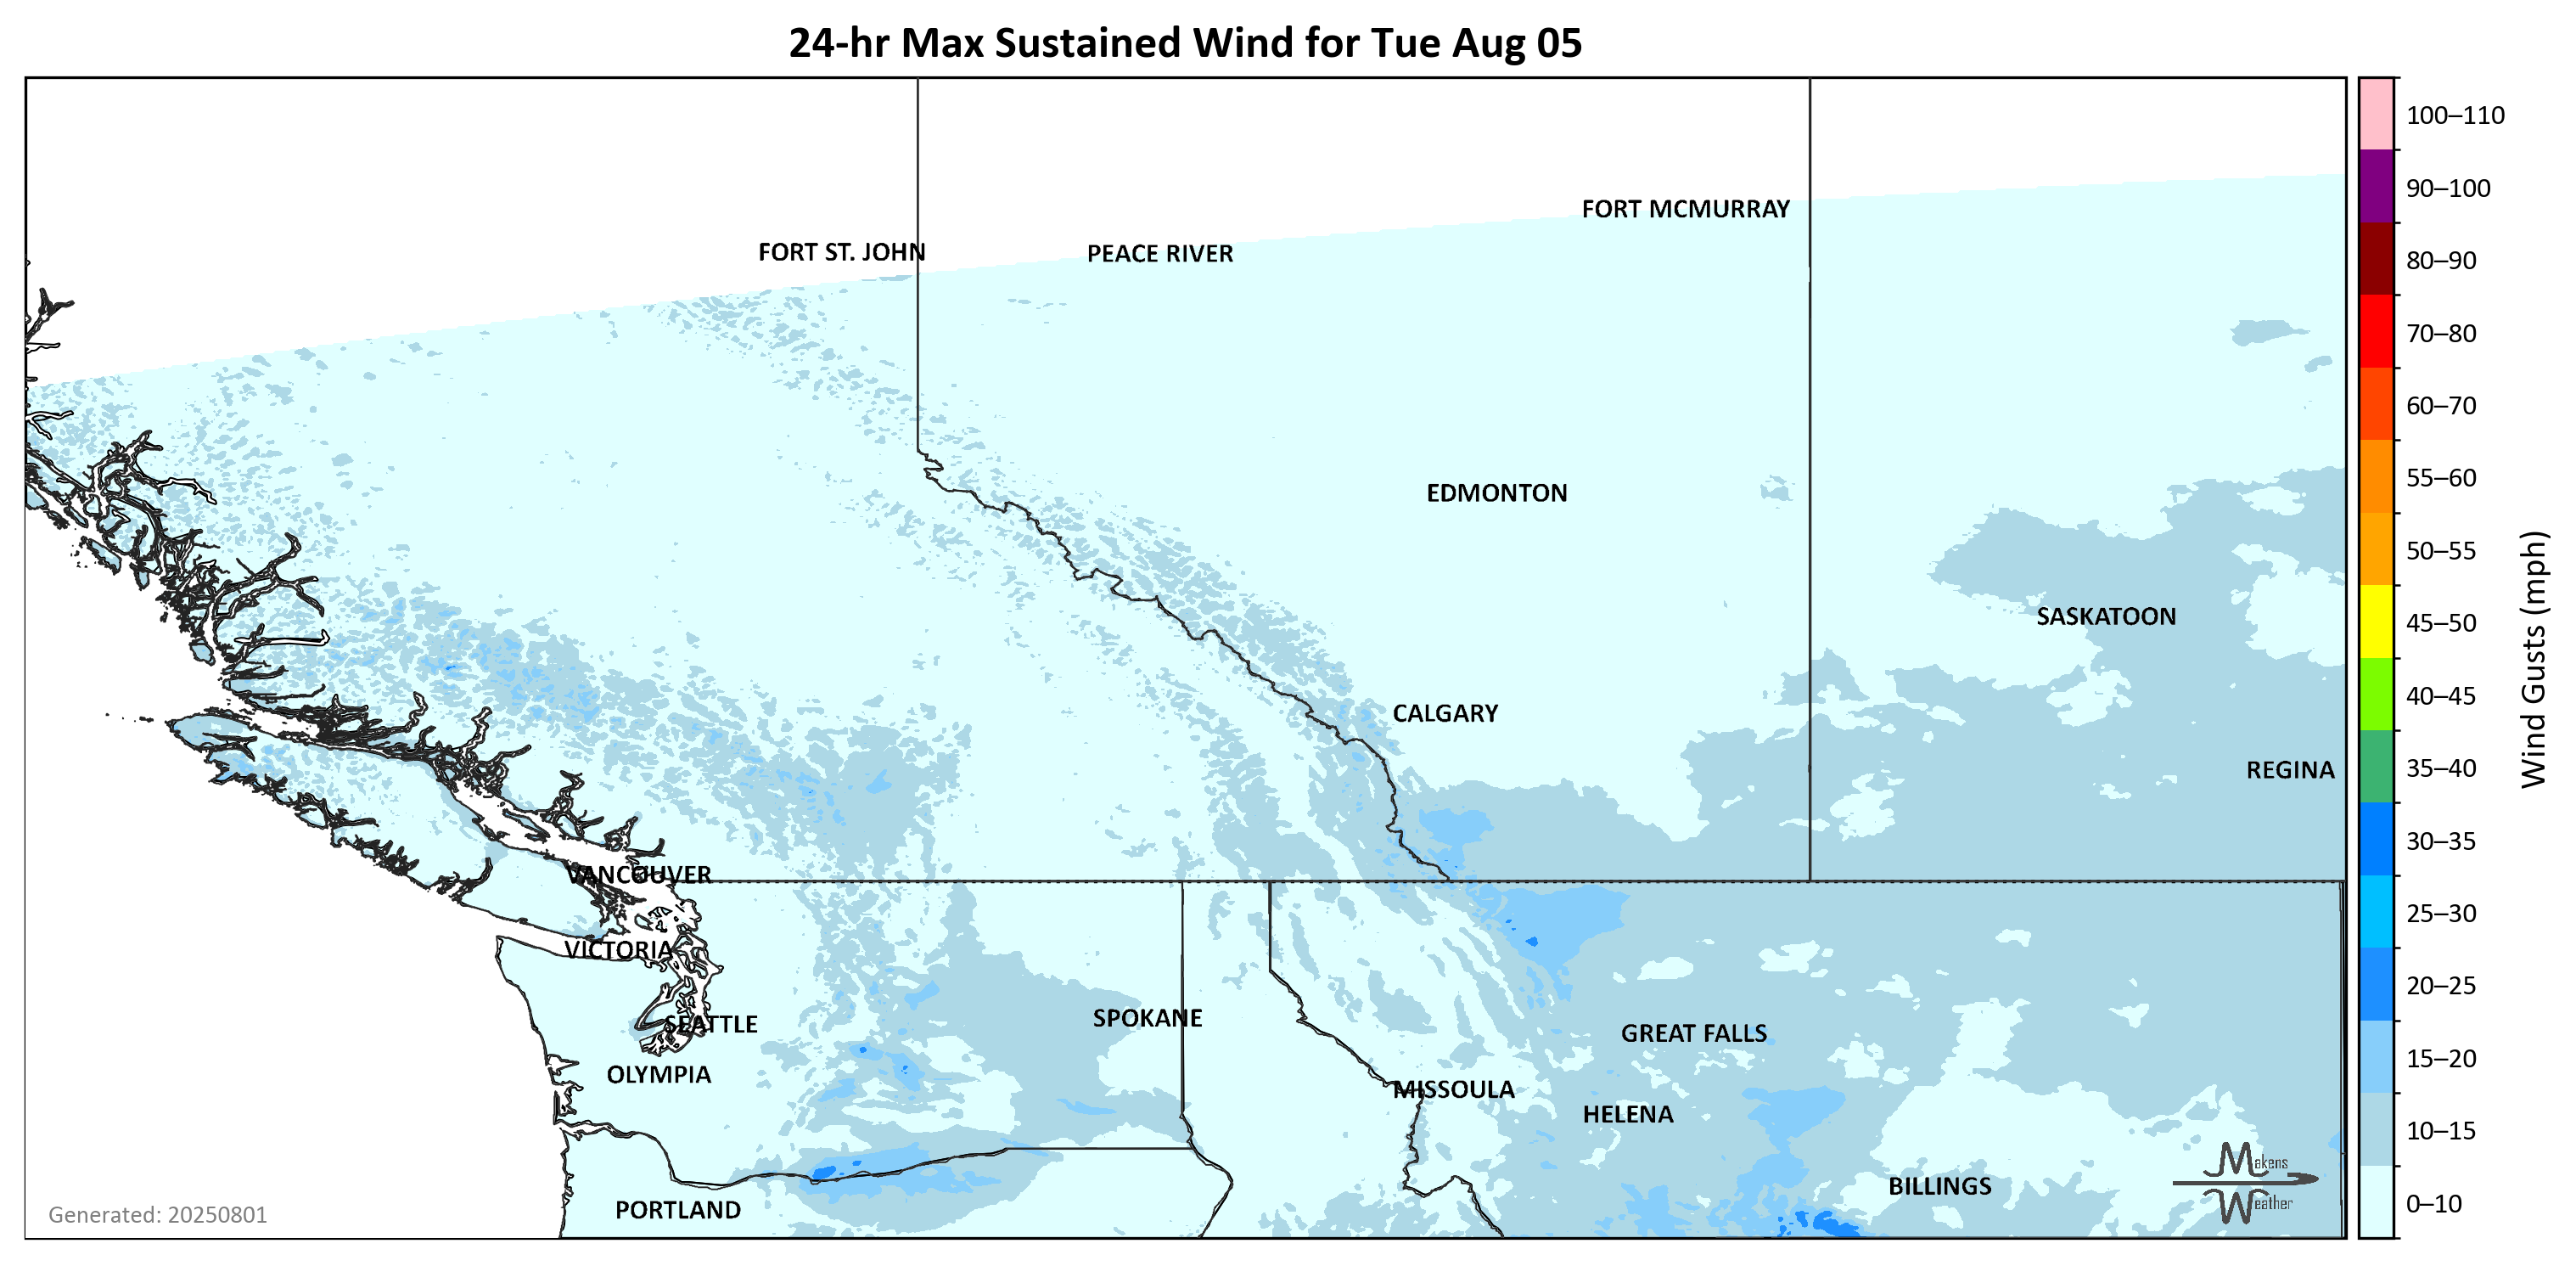 24-hr Max Sustained Wind for Tue Aug 05
FORT MCMURRAY
FORT ST. JOHN
PEACE RIVER
EDMONTON
SASKATOON
CALGARY
REGINA
VANCOUVER
VICTORIA
SEATTLE
SPOKANE
GREAT FALLS
OLYMPIA
MISSOULA
HELENA
BILLINGS
PORTLAND
Makens
Weather
Generated: 20250801
100–110
90–100
80–90
70–80
60–70
55–60
50–55
45–50
40–45
35–40
30–35
25–30
20–25
15–20
10–15
0–10
Wind Gusts (mph)